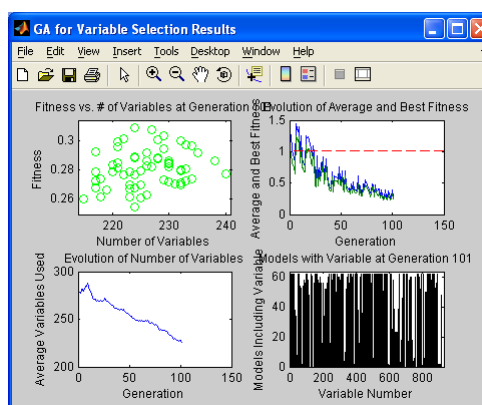 GA for Variable Selection Results
File Edit View Insert Tools Desktop Window Help
Fitness vs. # of Variables at Generation
Evolution of Average and Best Fitness
Fitness
0.3
0.28
0.26
220 230 240
Number of Variables
Average and Best Fitness
1.5
1
0.5
0
0 50 100 150
Generation
Evolution of Number of Variables
Models with Variable at Generation 101
Average Variables Used
300
250
200
0 50 100 150
Generation
Models Including Variable
60
40
20
0
0 200 400 600 800
Variable Number